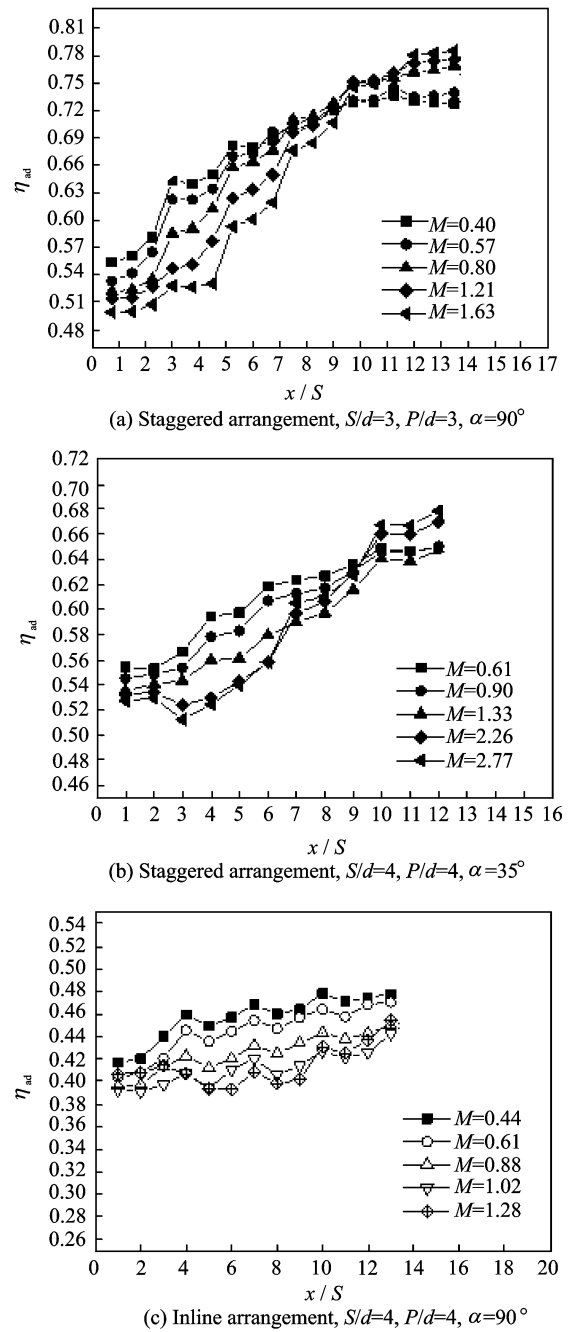 0.81
0.78
0.75
0.72
0.69
0.66
0.63
0.60
0.57
0.54
0.51
0.48
η ad
M=0.40
M=0.57
M=0.80
M=1.21
M=1.63
0 1 2 3 4 5 6 7 8 9 10 11 12 13 14 15 16 17
x / S
(a) Staggered arrangement, S/d=3, P/d=3, α=90°
0.72
0.70
0.68
0.66
0.64
0.62
0.60
0.58
0.56
0.54
0.52
0.50
0.48
0.46
η ad
M=0.61
M=0.90
M=1.33
M=2.26
M=2.77
0 1 2 3 4 5 6 7 8 9 10 11 12 13 14 15 16
x / S
(b) Staggered arrangement, S/d=4, P/d=4, α=35°
0.54
0.52
0.50
0.48
0.46
0.44
0.42
0.40
0.38
0.36
0.34
0.32
0.30
0.28
0.26
η ad
M=0.44
M=0.61
M=0.88
M=1.02
M=1.28
0 2 4 6 8 10 12 14 16 18 20
x / S
(c) Inline arrangement, S/d=4, P/d=4, α=90°